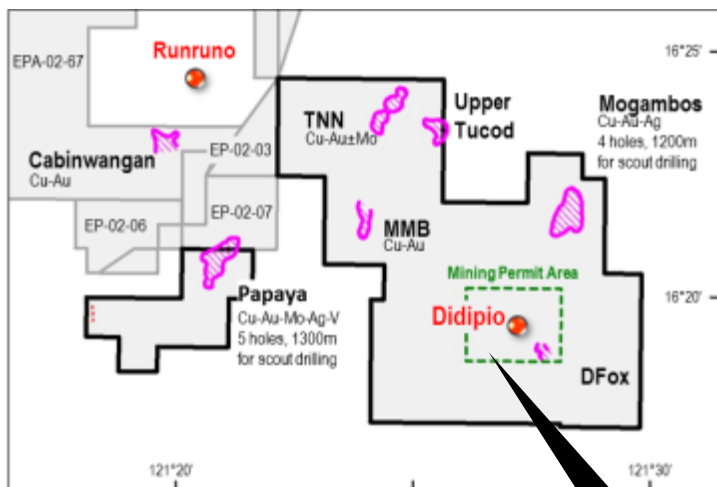 EPA-02-67
Runruno
16°25'
TNN
Cu-Au±Mo
Upper
Tucod
Mogambos
Cu-Au-Ag
4 holes, 1200m
for scout drilling
Cabinwangan
Cu-Au
EP-02-03
EP-02-06
EP-02-07
MMB
Cu-Au
Mining Permit Area
16°20'
Papaya
Cu-Au-Mo-Ag-V
5 holes, 1300m
for scout drilling
Didipio
DFox
121°20'
121°30'